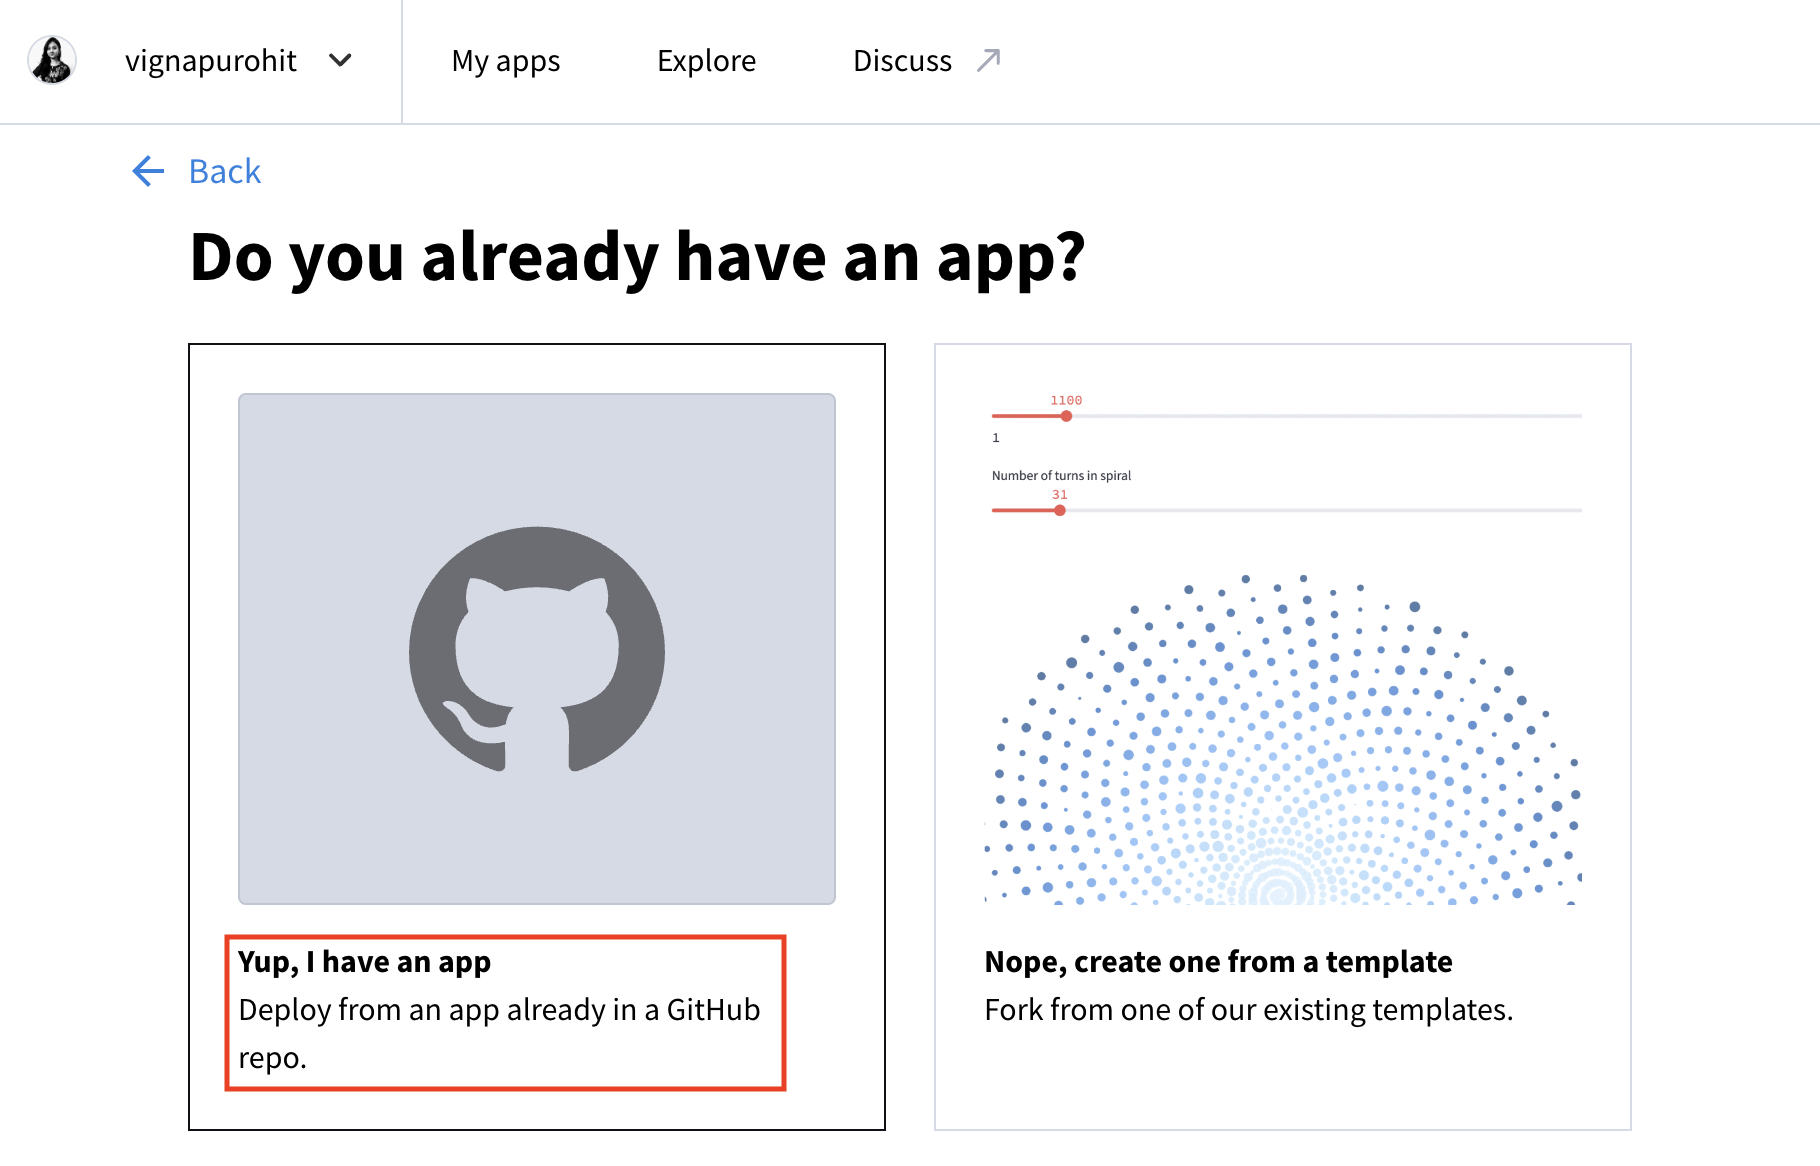 vignapurohit
My apps
Explore
Discuss
Back
Do you already have an app?
Yup, I have an app
Deploy from an app already in a GitHub
repo.
1100
1
Number of turns in spiral
31
Nope, create one from a template
Fork from one of our existing templates.